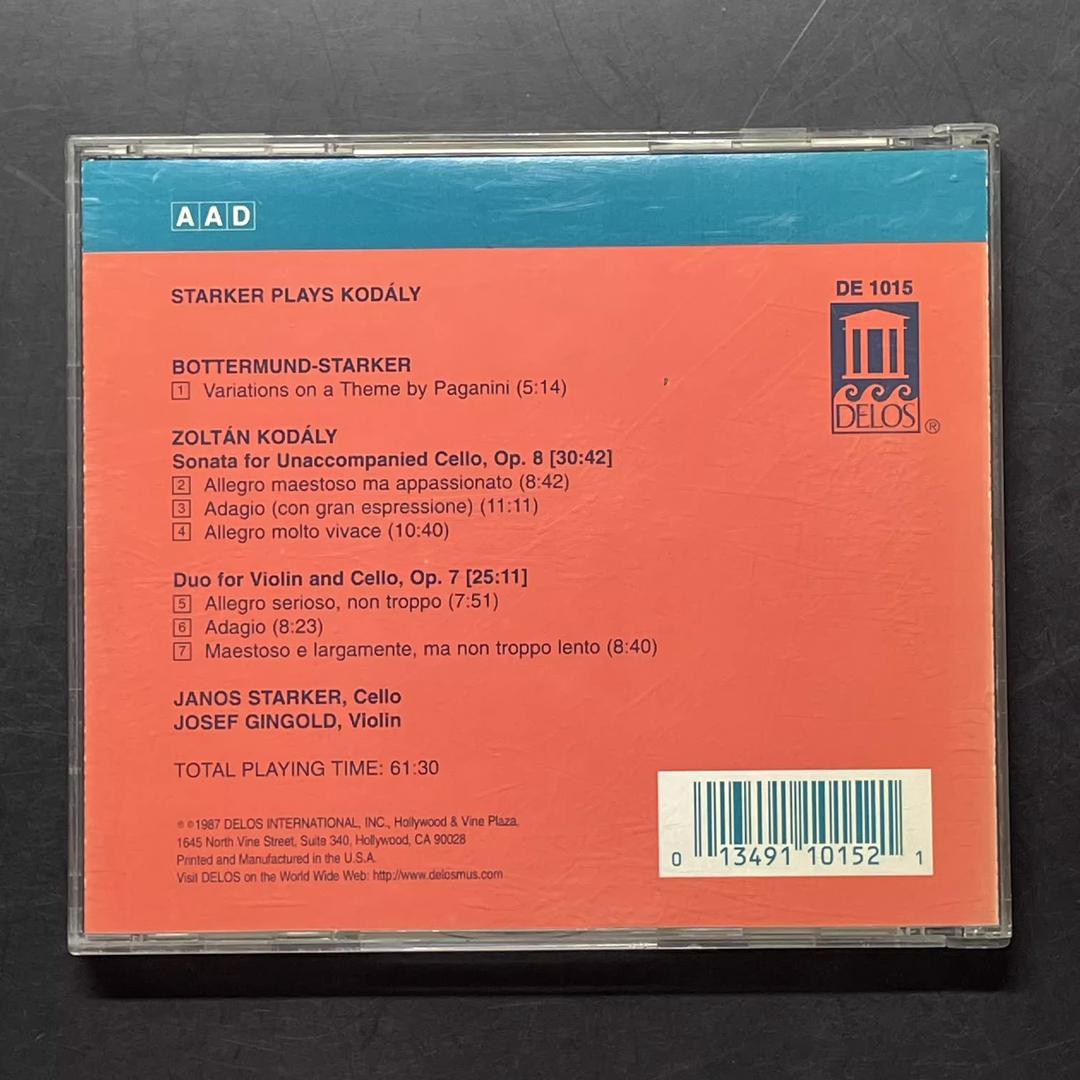 AAD
STARKER PLAYS KODÁLY
DE 1015
DELOS ®
BOTTERMUND-STARKER
1 Variations on a Theme by Paganini (5:14)
ZOLTÁN KODÁLY
Sonata for Unaccompanied Cello, Op. 8 [30:42]
2 Allegro maestoso ma appassionato (8:42)
3 Adagio (con gran espressione) (11:11)
4 Allegro molto vivace (10:40)
Duo for Violin and Cello, Op. 7 [25:11]
5 Allegro serioso, non troppo (7:51)
6 Adagio (8:23)
7 Maestoso e largamente, ma non troppo lento (8:40)
JANOS STARKER, Cello
JOSEF GINGOLD, Violin
TOTAL PLAYING TIME: 61:30
℗ © 1987 DELOS INTERNATIONAL, INC., Hollywood & Vine Plaza,
1645 North Vine Street, Suite 340, Hollywood, CA 90028
Printed and Manufactured in the U.S.A.
Visit DELOS on the World Wide Web: http://www.delosmus.com
0 13491 10152 1